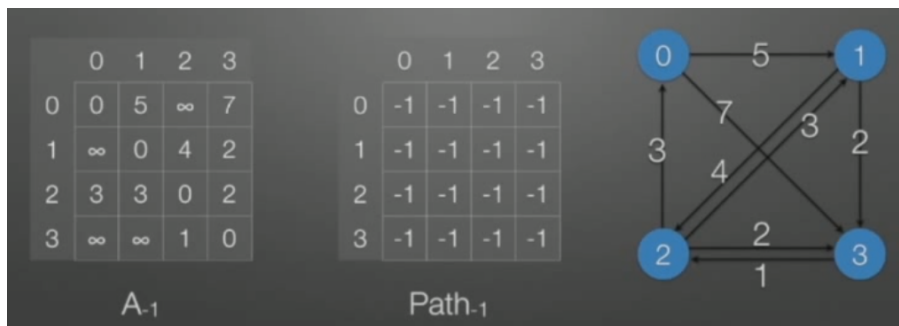 0 1 2 3
0 0 5 ∞ 7
1 ∞ 0 4 2
2 3 3 0 2
3 ∞ ∞ 1 0
A-1
0 1 2 3
0 -1 -1 -1 -1
1 -1 -1 -1 -1
2 -1 -1 -1 -1
3 -1 -1 -1 -1
Path-1
0 5 1
7
3
3 4 2
2 2 3
1